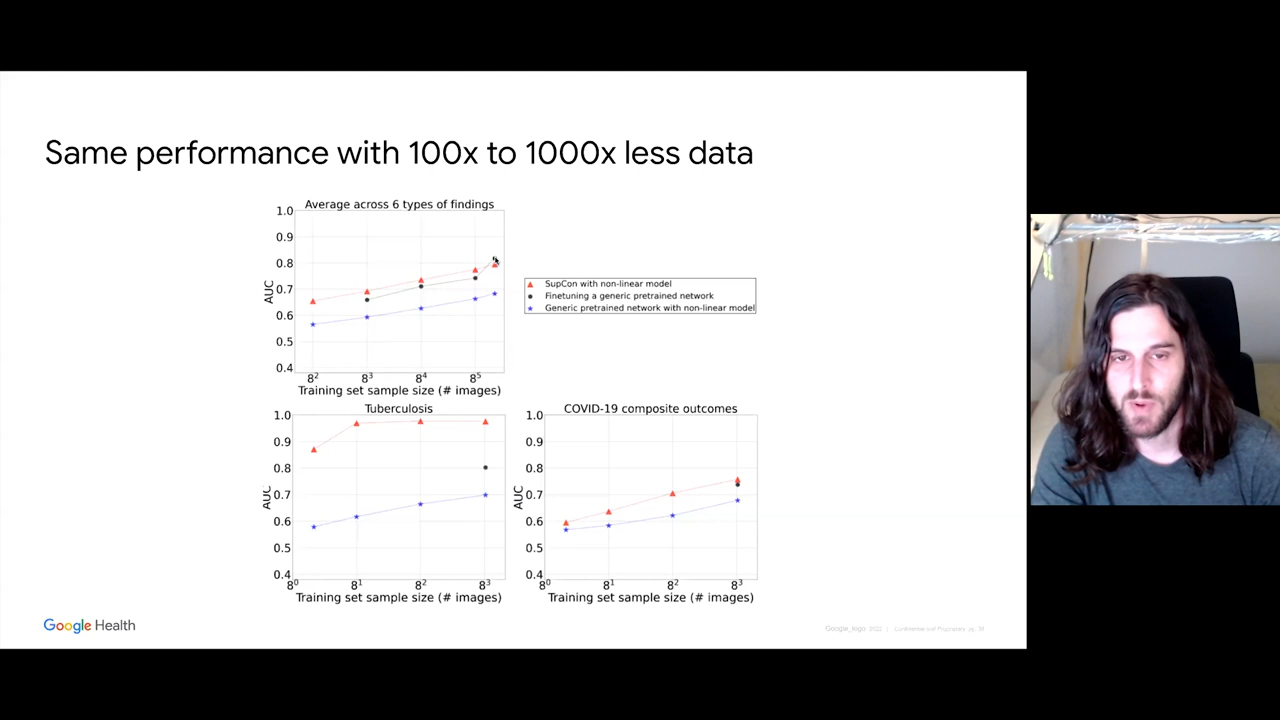 Same performance with 100x to 1000x less data
Average across 6 types of findings
1.0
0.9
0.8
0.7
0.6
0.5
0.4
AUC
8² 8³ 8⁴ 8⁵
Training set sample size (# images)
SupCon with non-linear model
Finetuning a generic pretrained network
Generic pretrained network with non-linear model
Tuberculosis
1.0
0.9
0.8
0.7
0.6
0.5
0.4
AUC
8⁰ 8¹ 8² 8³
Training set sample size (# images)
COVID-19 composite outcomes
1.0
0.9
0.8
0.7
0.6
0.5
0.4
AUC
8⁰ 8¹ 8² 8³
Training set sample size (# images)
Google Health
Google_logo 2022 |